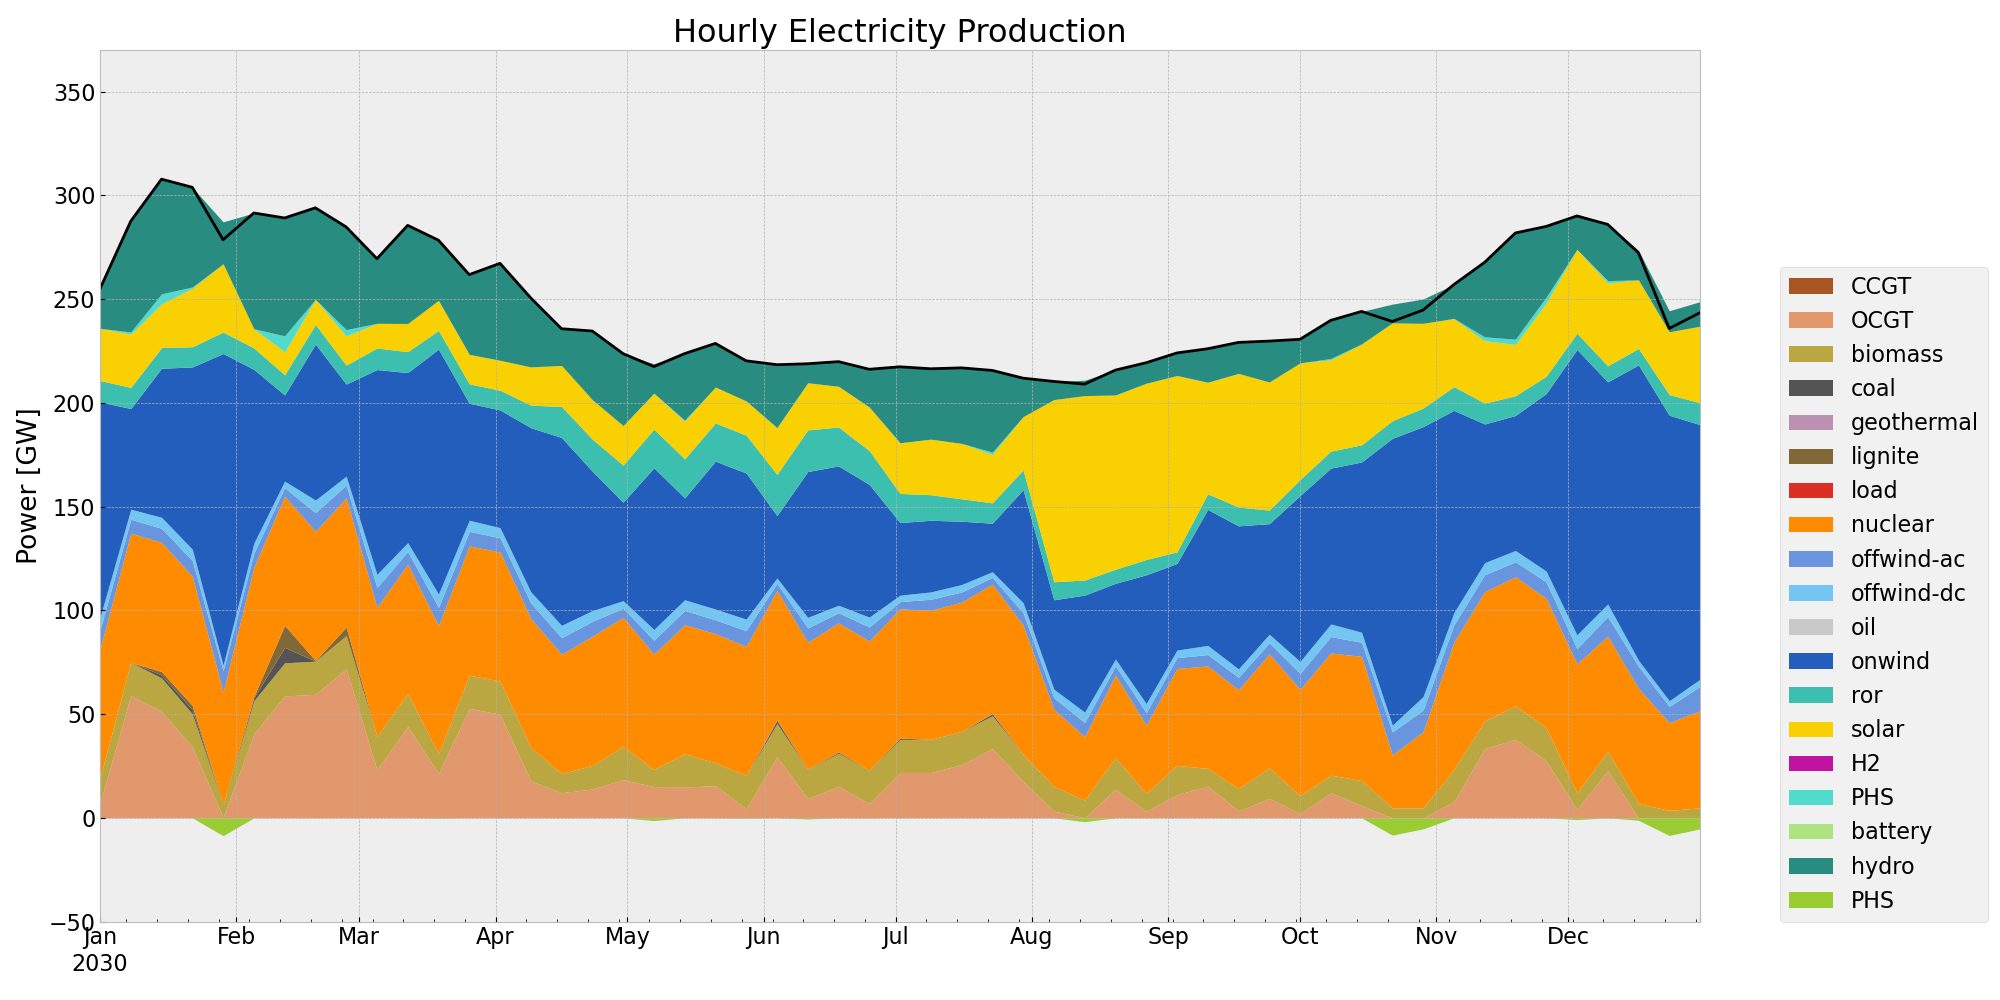 Hourly Electricity Production
Power [GW]
350
300
250
200
150
100
50
0
−50
Jan Feb Mar Apr May Jun Jul Aug Sep Oct Nov Dec
2030
CCGT
OCGT
biomass
coal
geothermal
lignite
load
nuclear
offwind-ac
offwind-dc
oil
onwind
ror
solar
H2
PHS
battery
hydro
PHS